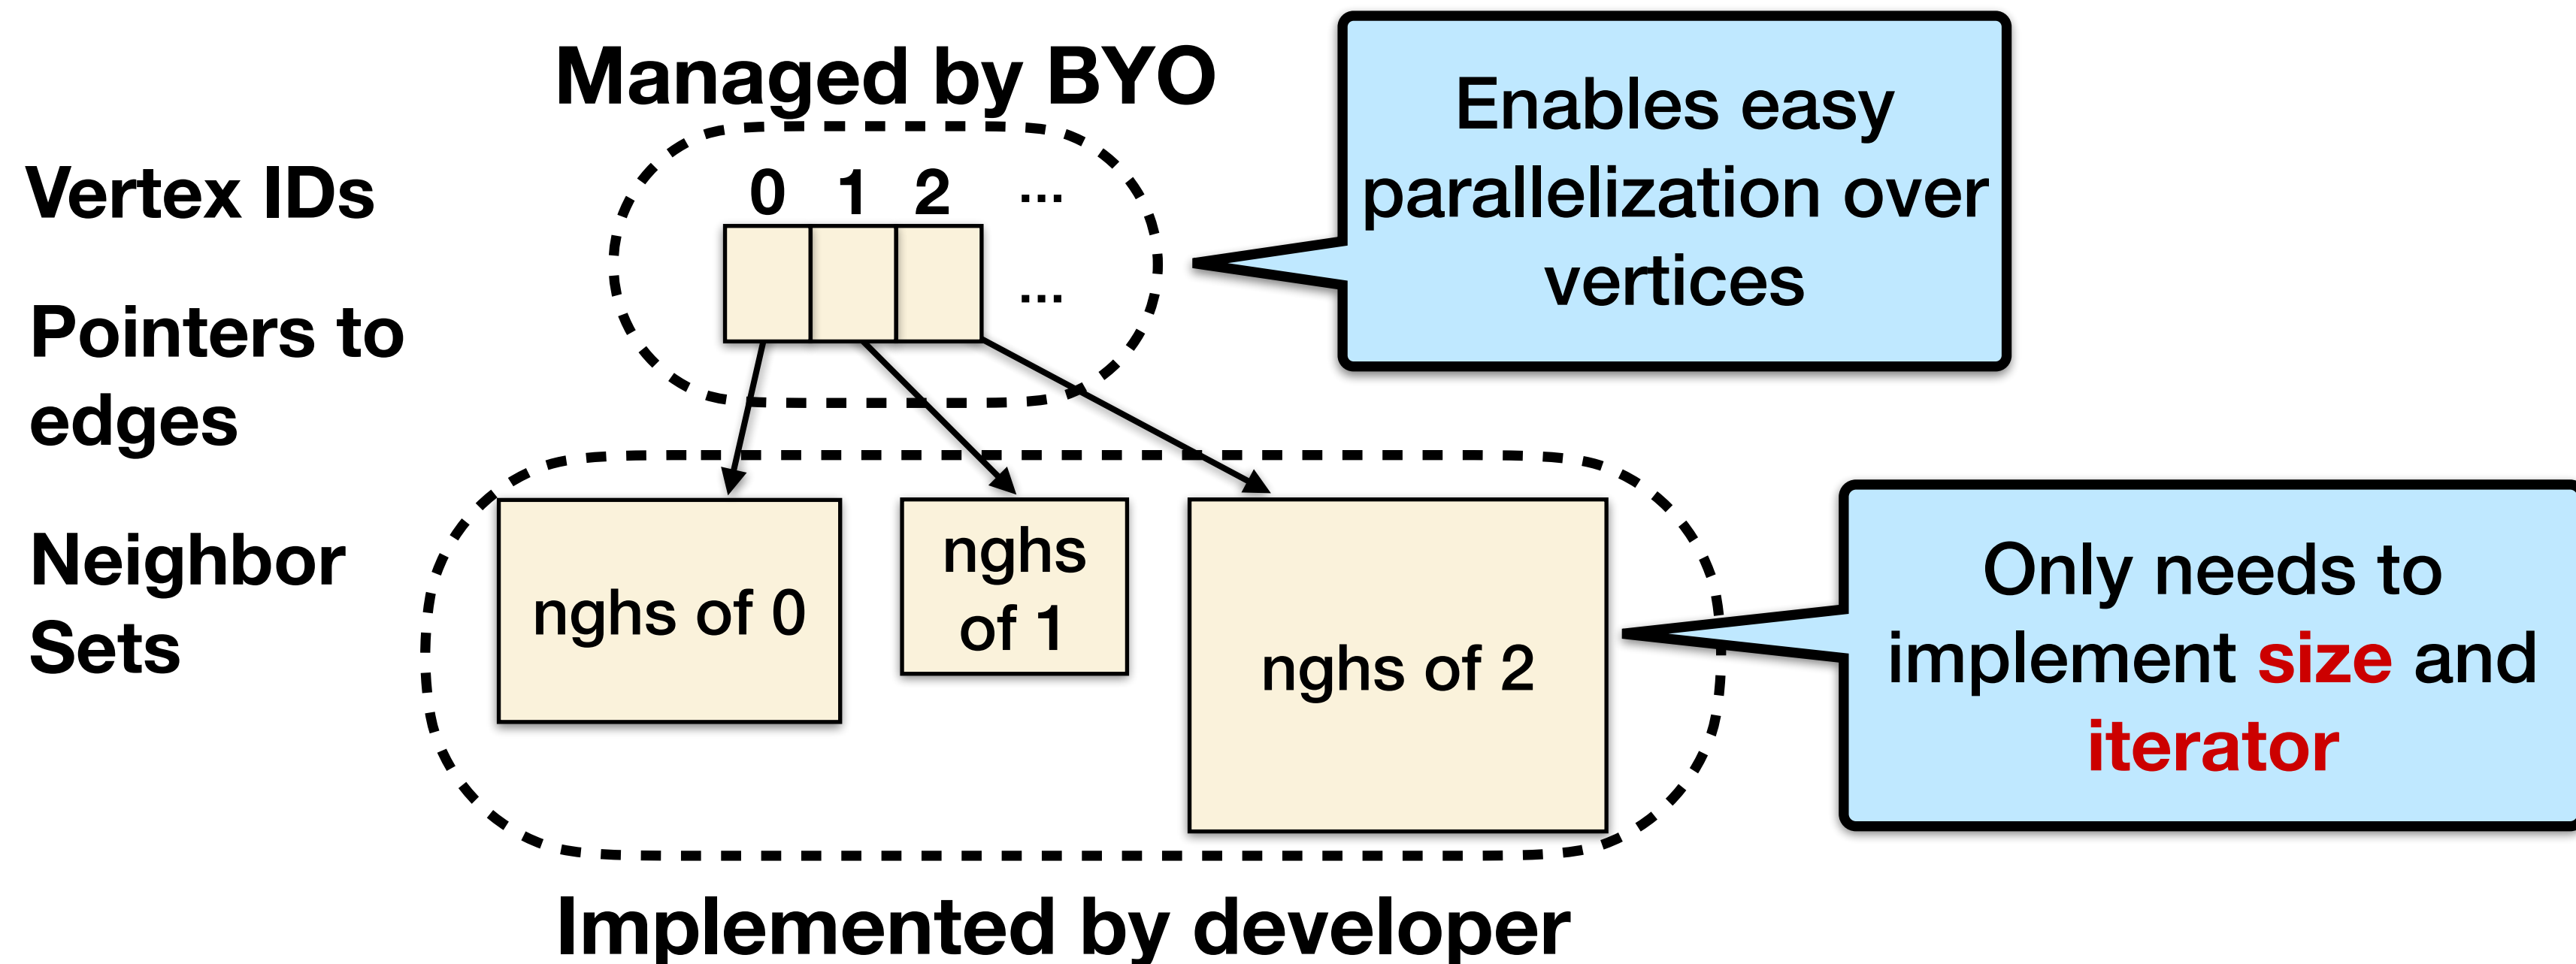 Managed by BYO
Enables easy
parallelization over
vertices
Vertex IDs
0 1 2 ...
Pointers to
edges
...
Neighbor
Sets
nghs of 0
nghs
of 1
nghs of 2
Only needs to
implement size and
iterator
Implemented by developer